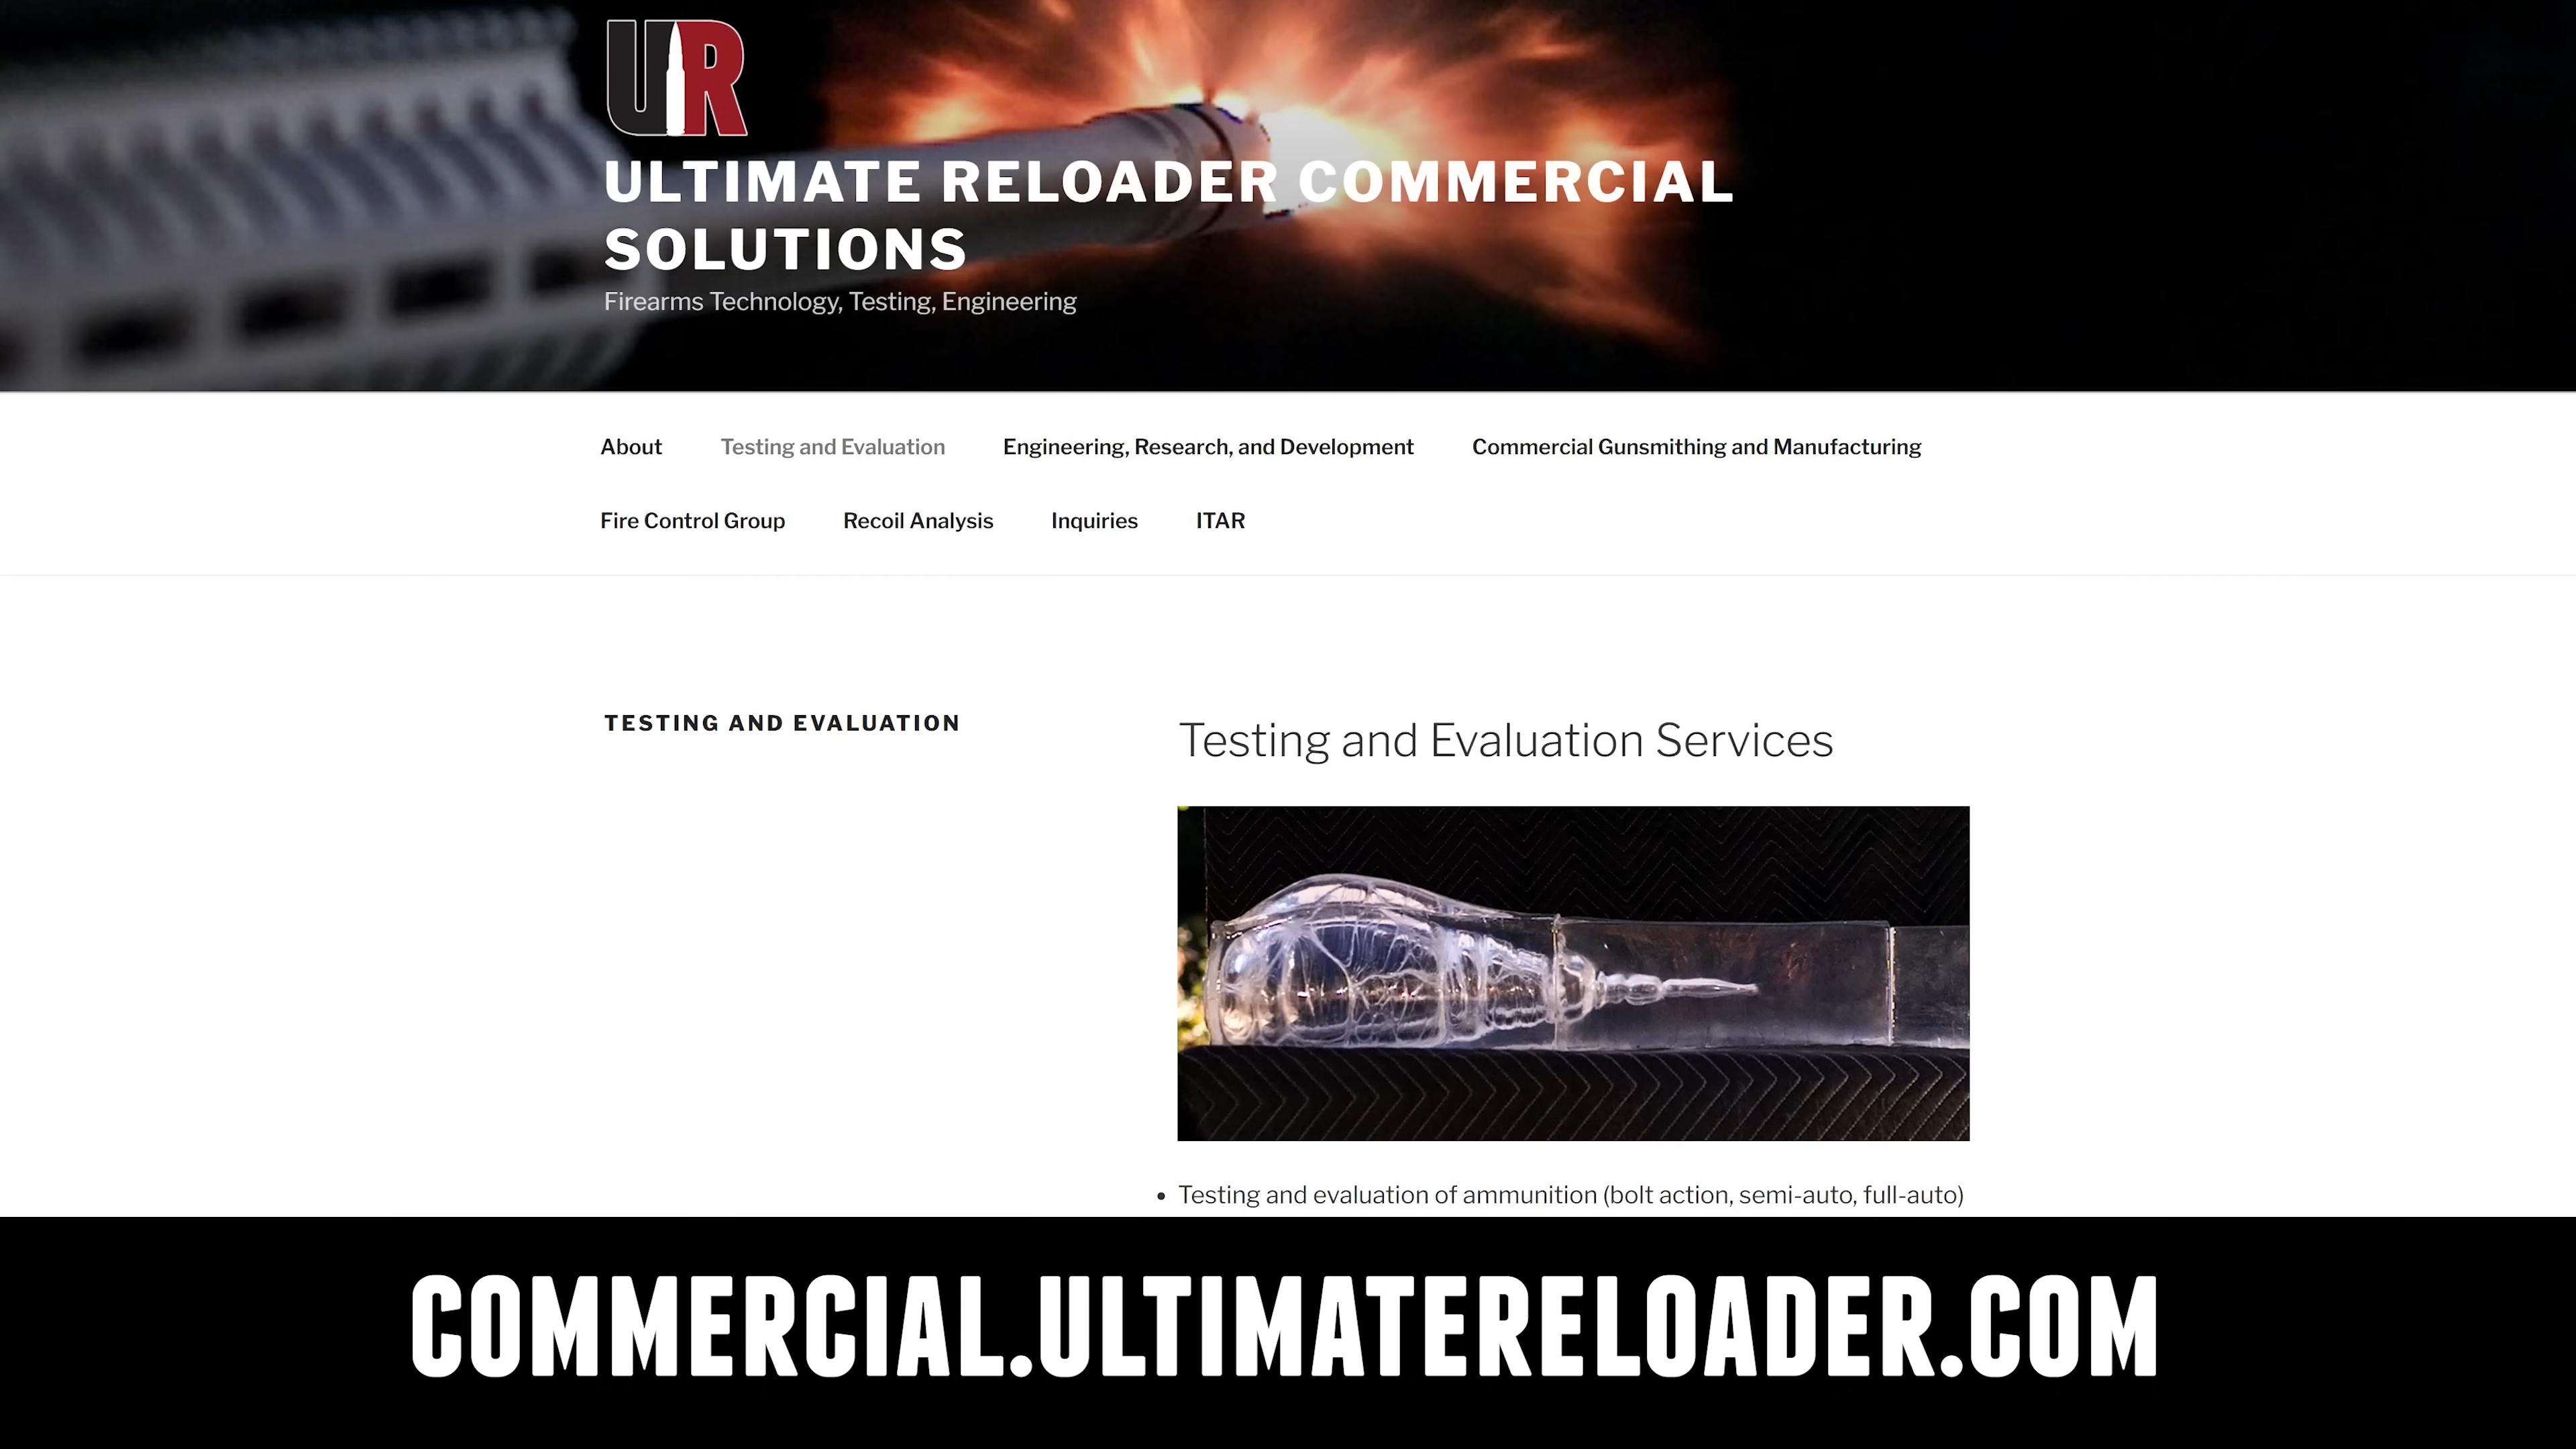 UR
ULTIMATE RELOADER COMMERCIAL
SOLUTIONS
Firearms Technology, Testing, Engineering
About Testing and Evaluation Engineering, Research, and Development Commercial Gunsmithing and Manufacturing
Fire Control Group Recoil Analysis Inquiries ITAR
TESTING AND EVALUATION
Testing and Evaluation Services
• Testing and evaluation of ammunition (bolt action, semi-auto, full-auto)
COMMERCIAL.ULTIMATERELOADER.COM